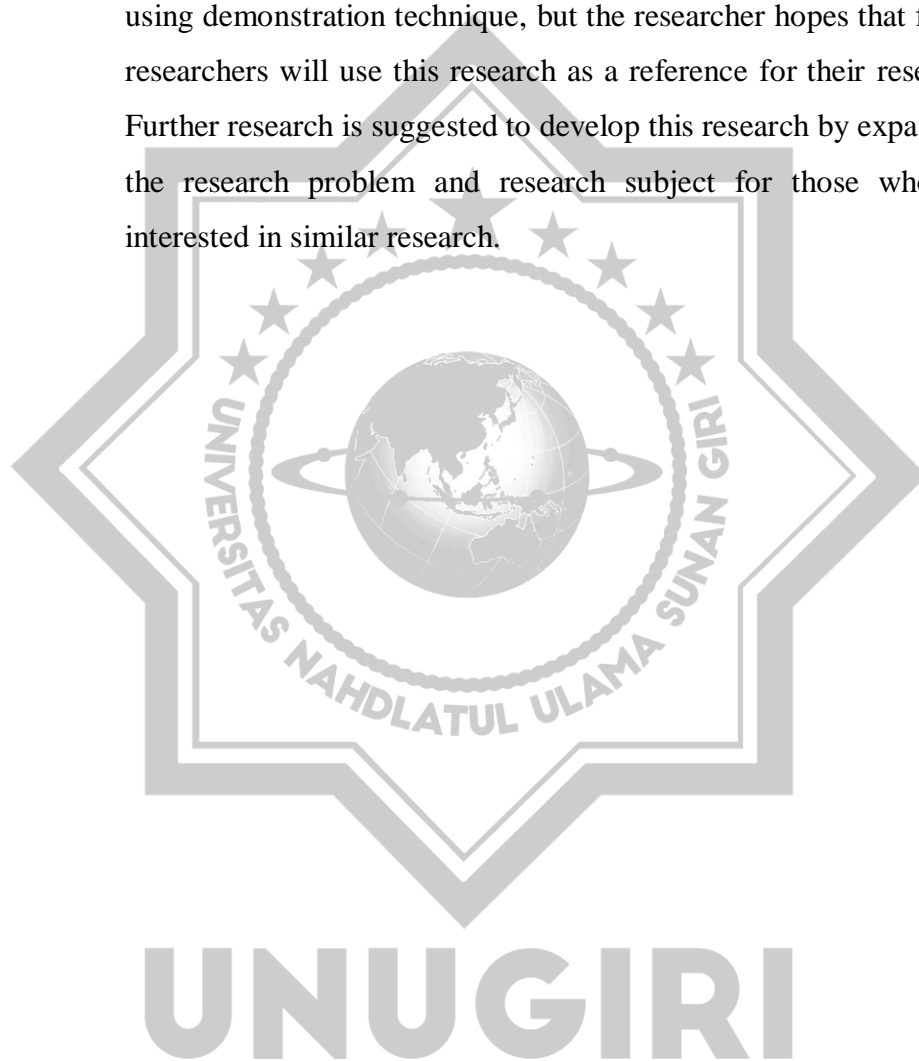 using demonstration technique, but the researcher hopes that f
researchers will use this research as a reference for their rese
Further research is suggested to develop this research by expan
the research problem and research subject for those who
interested in similar research.
UNIVERSITAS NAHDLATUL ULAMA SUNAN GIRI
UNUGIRI